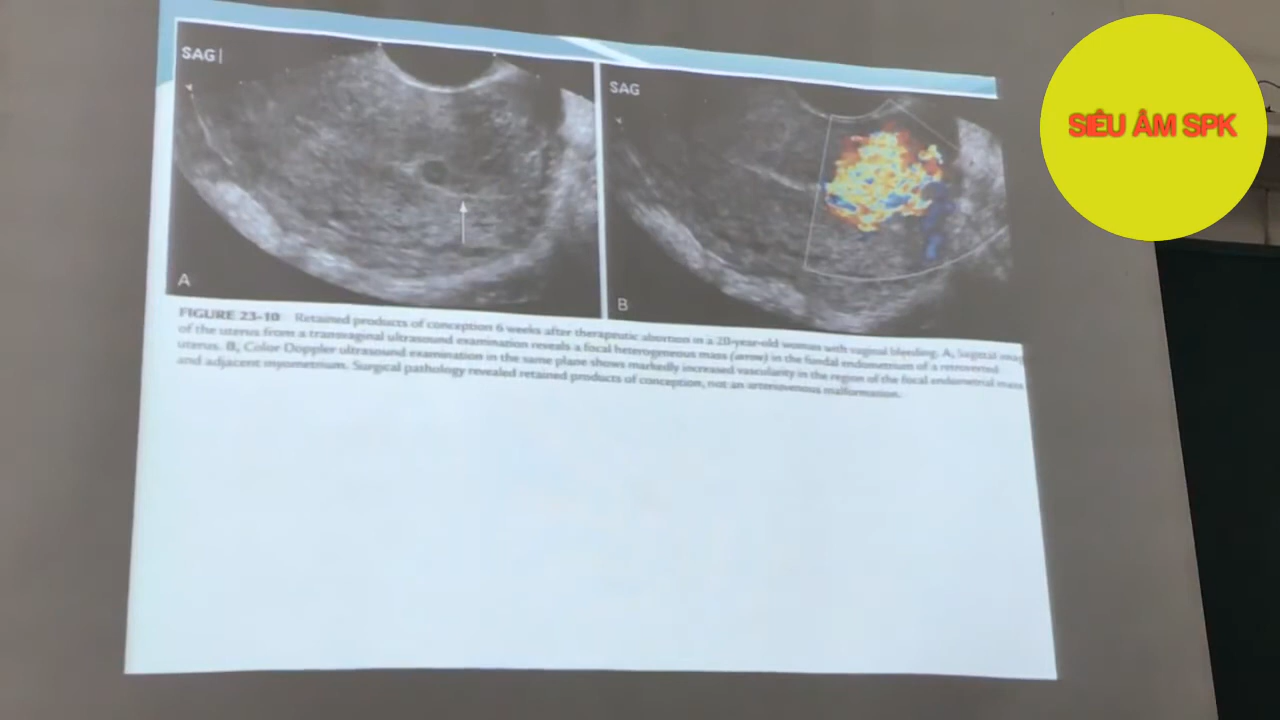 SAG
SAG
A
B
FIGURE 23-10 Retained products of conception 6 weeks after therapeutic abortion in a 20-year-old woman with vaginal bleeding. A, Sagittal image
of the uterus from a transvaginal ultrasound examination reveals a focal heterogeneous mass (arrow) in the fundal endometrium of a retroverted
uterus. B, Color Doppler ultrasound examination in the same plane shows markedly increased vascularity in the region of the focal endometrial mass
and adjacent myometrium. Surgical pathology revealed retained products of conception, not an arteriovenous malformation.
SIÊU ÂM SPK